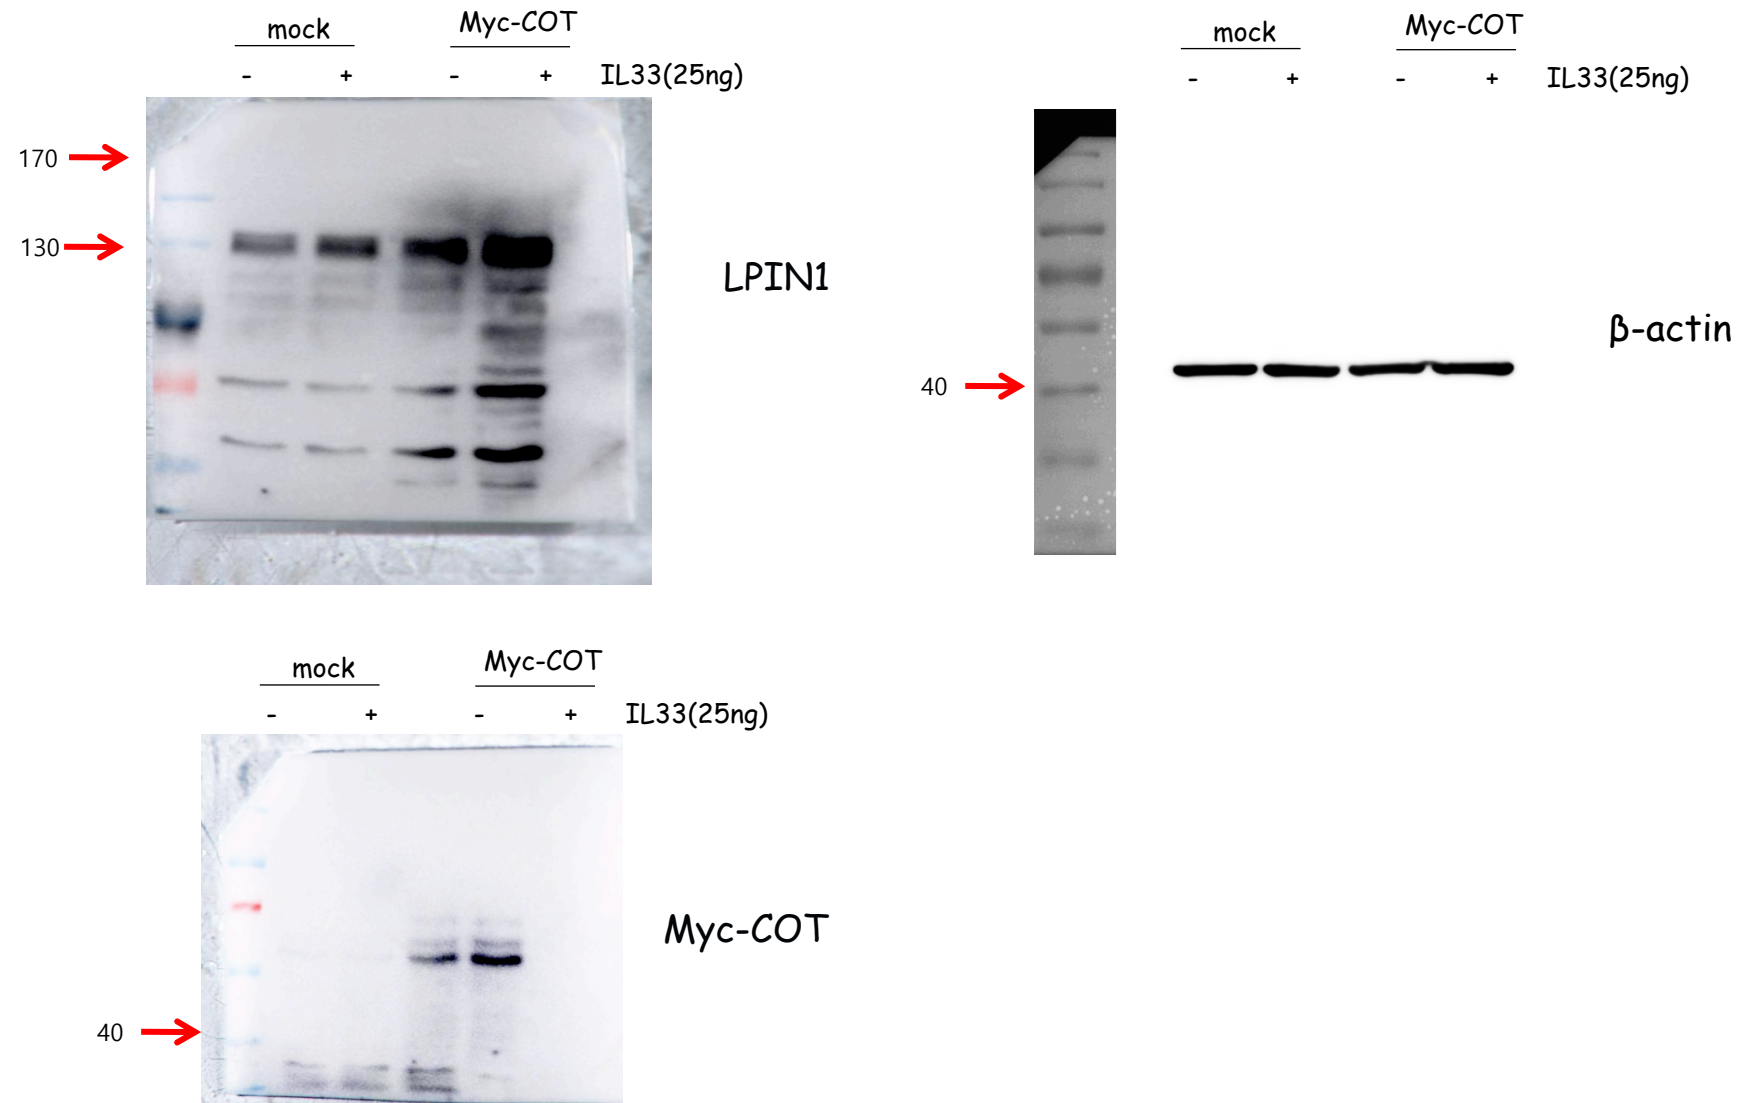 mock Myc-COT
- + - + IL33(25ng)
170
130
LPIN1
mock Myc-COT
- + - + IL33(25ng)
40
β-actin
mock Myc-COT
- + - + IL33(25ng)
Myc-COT
40